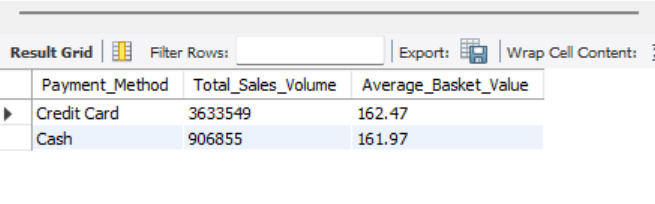 Result Grid Filter Rows: Export: Wrap Cell Content:
Payment_Method Total_Sales_Volume Average_Basket_Value
Credit Card 3633549 162.47
Cash 906855 161.97